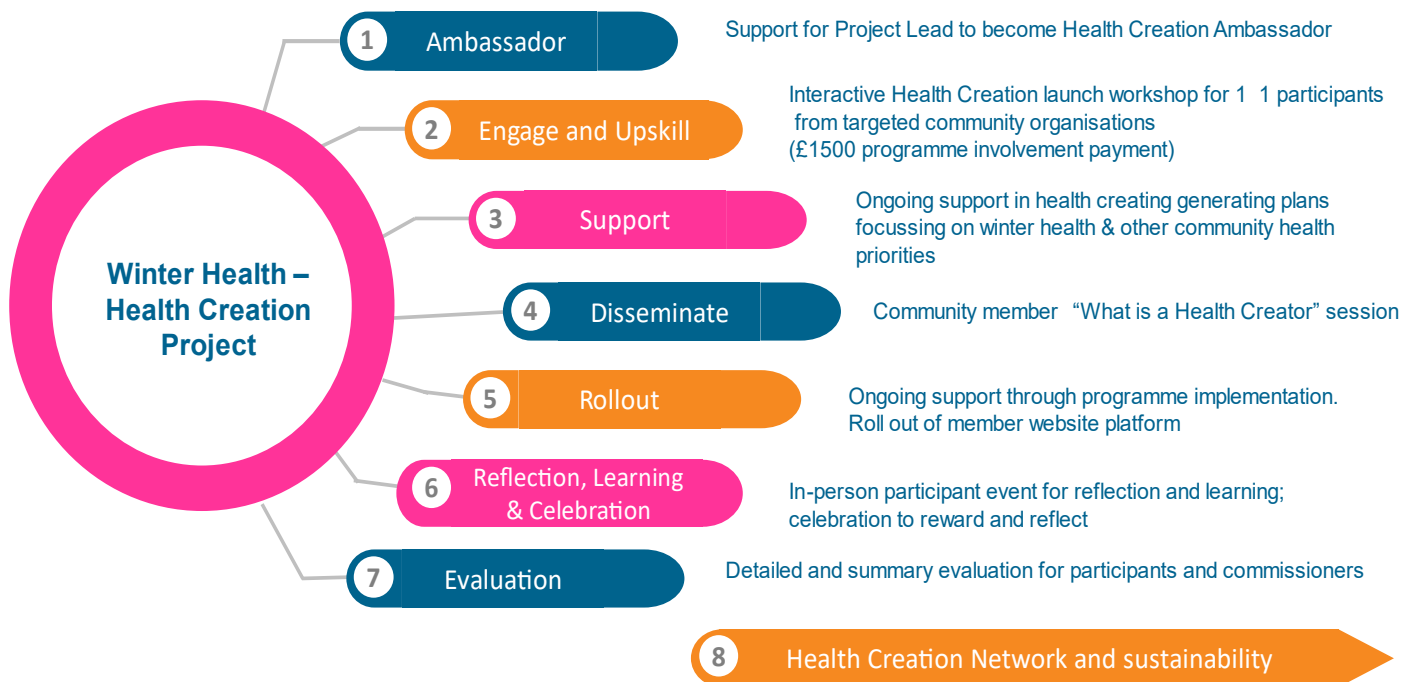 Winter Health –
Health Creation
Project
1
Ambassador
Support for Project Lead to become Health Creation Ambassador
2
Engage and Upskill
Interactive Health Creation launch workshop for 1 1 participants
from targeted community organisations
(£1500 programme involvement payment)
3
Support
Ongoing support in health creating generating plans
focussing on winter health & other community health
priorities
4
Disseminate
Community member “What is a Health Creator” session
5
Rollout
Ongoing support through programme implementation.
Roll out of member website platform
6
Reflection, Learning
& Celebration
In-person participant event for reflection and learning;
celebration to reward and reflect
7
Evaluation
Detailed and summary evaluation for participants and commissioners
8
Health Creation Network and sustainability